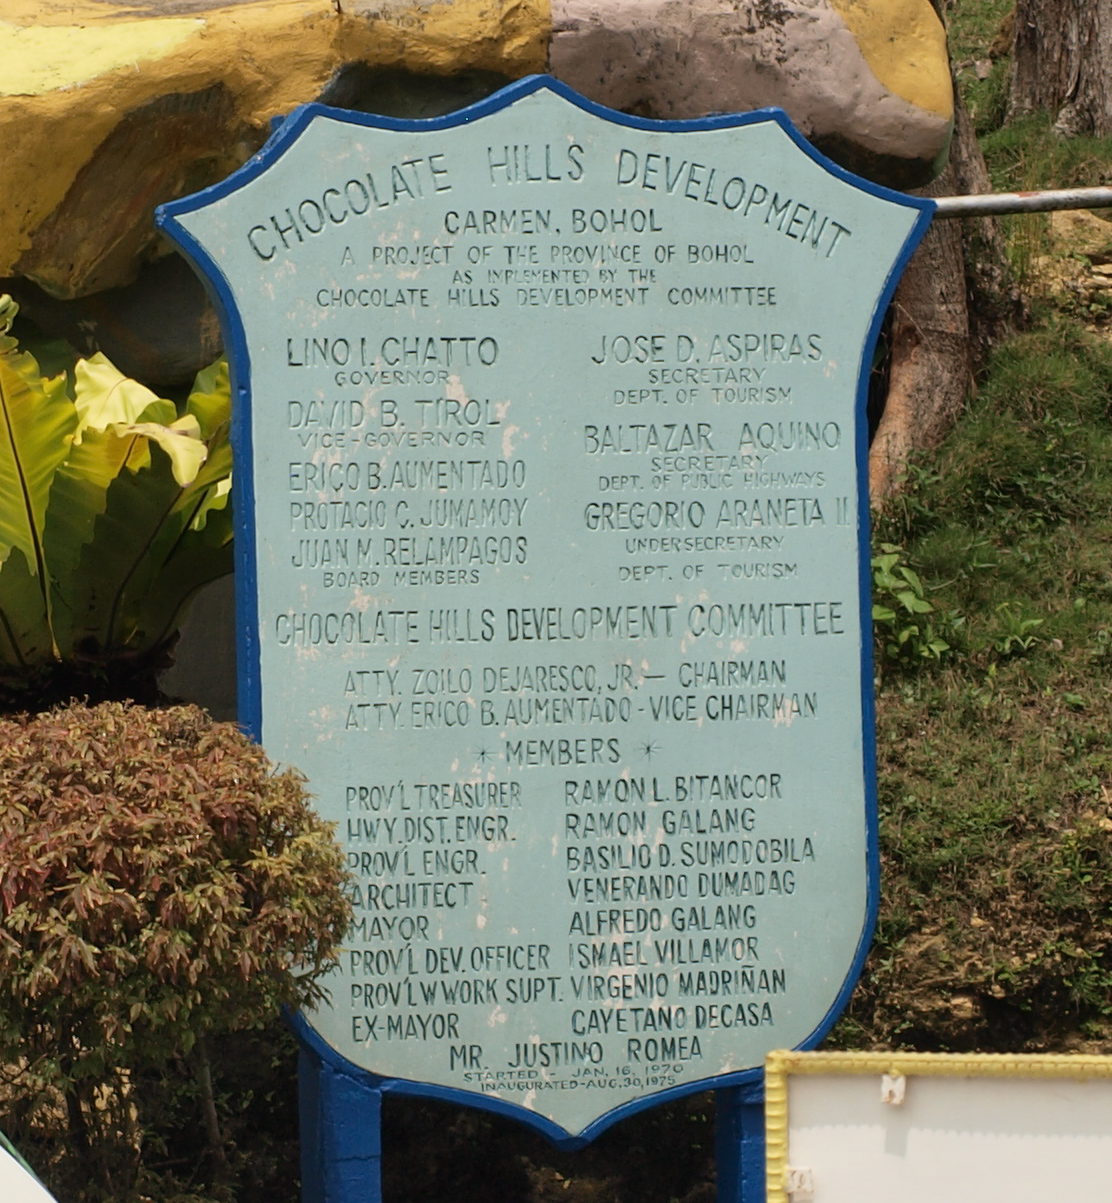 CHOCOLATE HILLS DEVELOPMENT
CARMEN, BOHOL
A PROJECT OF THE PROVINCE OF BOHOL
AS IMPLEMENTED BY THE
CHOCOLATE HILLS DEVELOPMENT COMMITTEE
LINO I. CHATTO
GOVERNOR
DAVID B. TIROL
VICE-GOVERNOR
ERICO B. AUMENTADO
PROTACIO C. JUMAMOY
JUAN M. RELAMPAGOS
BOARD MEMBERS
JOSE D. ASPIRAS
SECRETARY
DEPT. OF TOURISM
BALTAZAR AQUINO
SECRETARY
DEPT. OF PUBLIC HIGHWAYS
GREGORIO ARANETA II
UNDERSECRETARY
DEPT. OF TOURISM
CHOCOLATE HILLS DEVELOPMENT COMMITTEE
ATTY. ZOILO DEJARESCO, JR. — CHAIRMAN
ATTY. ERICO B. AUMENTADO - VICE CHAIRMAN
* MEMBERS *
PROV'L TREASURER RAMON L. BITANCOR
HWY. DIST. ENGR. RAMON GALANG
PROV'L ENGR. BASILIO D. SUMODOBILA
ARCHITECT VENERANDO DUMADAG
MAYOR ALFREDO GALANG
PROV'L DEV. OFFICER ISMAEL VILLAMOR
PROV'L W WORK SUPT. VIRGENIO MADRIÑAN
EX-MAYOR CAYETANO DECASA
MR. JUSTINO ROMEA
STARTED - JAN. 16, 1970
INAUGURATED - AUG. 30, 1975